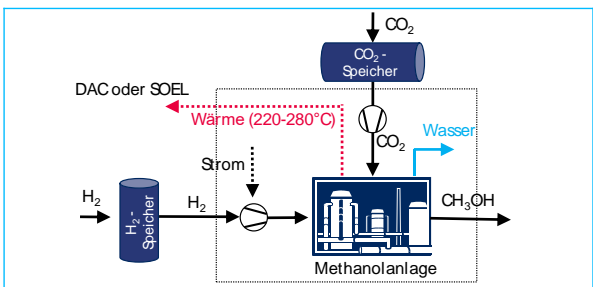 CO₂
CO₂ -
Speicher
DAC oder SOEL
Wärme (220-280°C)
Wasser
CO₂
Strom
H₂
H₂-
Speicher
H₂
CH₃OH
Methanolanlage